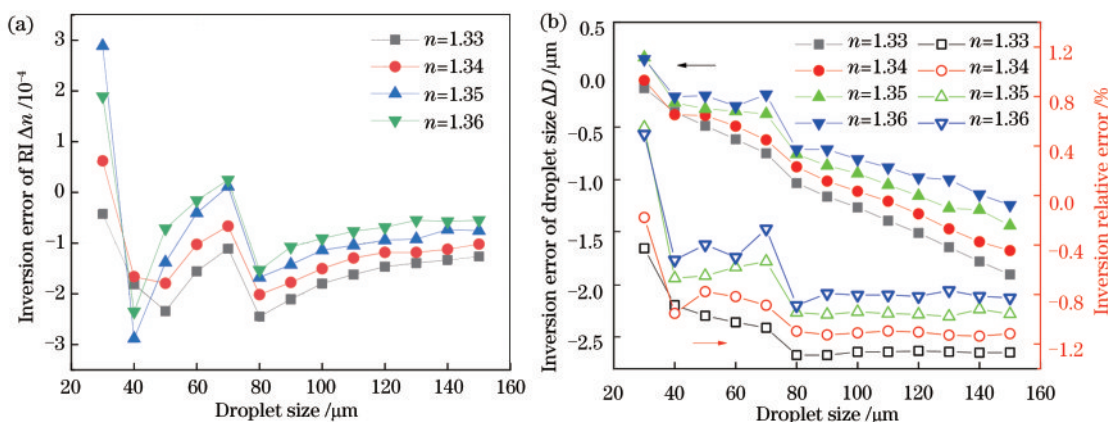 (a)
Inversion error of RI Δn /10⁻⁴
3
2
1
0
−1
−2
−3
n=1.33
n=1.34
n=1.35
n=1.36
20 40 60 80 100 120 140 160
Droplet size /μm
(b)
Inversion error of droplet size ΔD /μm
0.5
0.0
−0.5
−1.0
−1.5
−2.0
−2.5
n=1.33 n=1.33
n=1.34 n=1.34
n=1.35 n=1.35
n=1.36 n=1.36
1.2
0.8
0.4
0.0
−0.4
−0.8
−1.2
Inversion relative error /%
20 40 60 80 100 120 140 160
Droplet size /μm